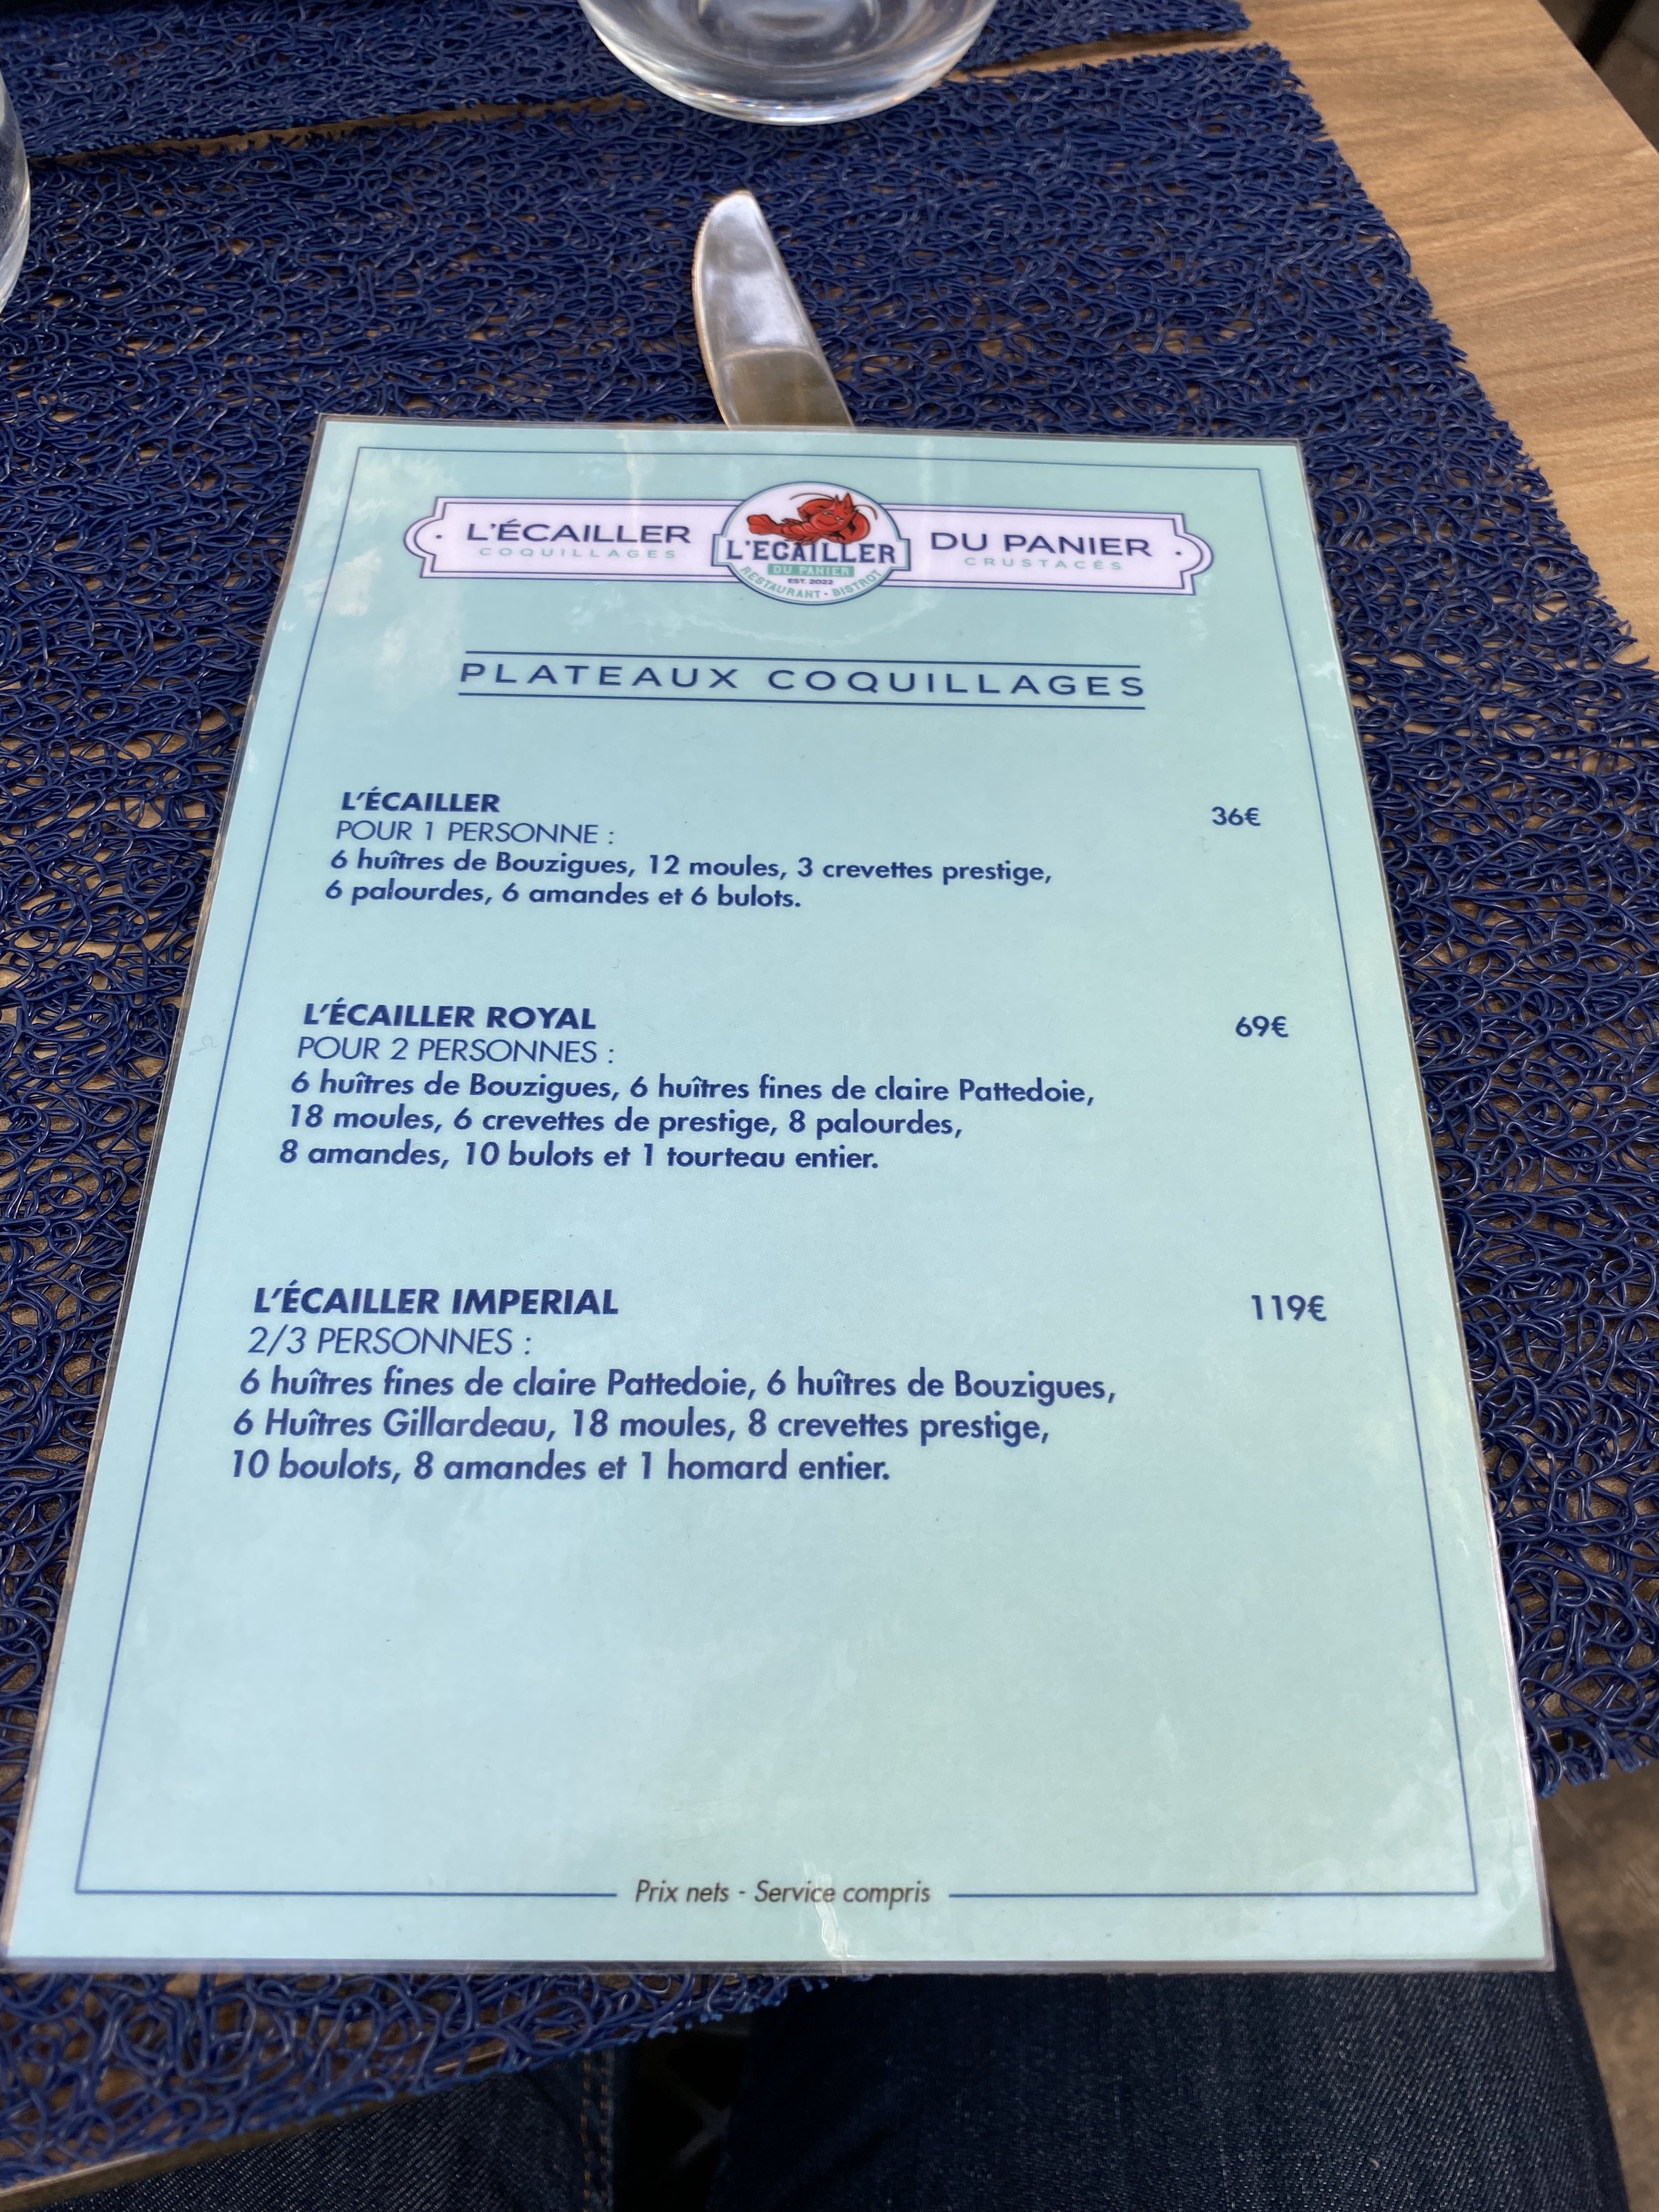 L'ÉCAILLER
COQUILLAGES
L'ECAILLER
DU PANIER
EST. 2022
RESTAURANT - BISTROT
DU PANIER
CRUSTACÉS
PLATEAUX COQUILLAGES
L'ÉCAILLER
36€
POUR 1 PERSONNE :
6 huîtres de Bouzigues, 12 moules, 3 crevettes prestige,
6 palourdes, 6 amandes et 6 bulots.
L'ÉCAILLER ROYAL
69€
POUR 2 PERSONNES :
6 huîtres de Bouzigues, 6 huîtres fines de claire Pattedoie,
18 moules, 6 crevettes de prestige, 8 palourdes,
8 amandes, 10 bulots et 1 tourteau entier.
L'ÉCAILLER IMPERIAL
119€
2/3 PERSONNES :
6 huîtres fines de claire Pattedoie, 6 huîtres de Bouzigues,
6 Huîtres Gillardeau, 18 moules, 8 crevettes prestige,
10 boulots, 8 amandes et 1 homard entier.
Prix nets - Service compris